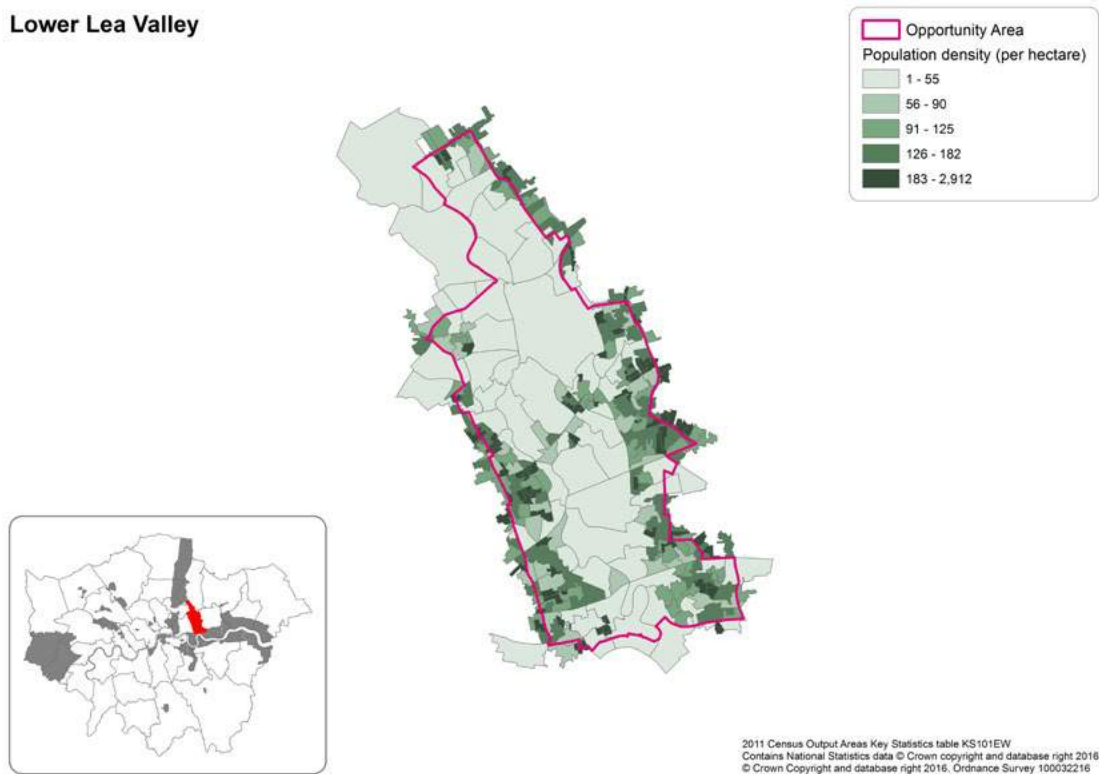 Lower Lea Valley
Opportunity Area
Population density (per hectare)
1 - 55
56 - 90
91 - 125
126 - 182
183 - 2,912
2011 Census Output Areas Key Statistics table KS101EW
Contains National Statistics data © Crown copyright and database right 2016
© Crown Copyright and database right 2016. Ordnance Survey 100032216